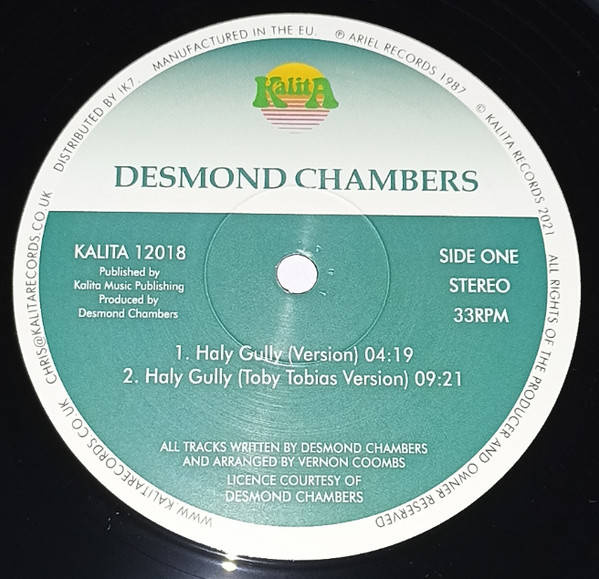 KalitA
DESMOND CHAMBERS
KALITA 12018
Published by
Kalita Music Publishing
Produced by
Desmond Chambers
SIDE ONE
STEREO
33RPM
1. Haly Gully (Version) 04:19
2. Haly Gully (Toby Tobias Version) 09:21
ALL TRACKS WRITTEN BY DESMOND CHAMBERS
AND ARRANGED BY VERNON COOMBS
LICENCE COURTESY OF
DESMOND CHAMBERS
WWW.KALITARECORDS.CO.UK CHRIS@KALITARECORDS.CO.UK DISTRIBUTED BY !K7. MANUFACTURED IN THE EU. ℗ ARIEL RECORDS 1987 © KALITA RECORDS 2021 ALL RIGHTS OF THE PRODUCER AND OWNER RESERVED